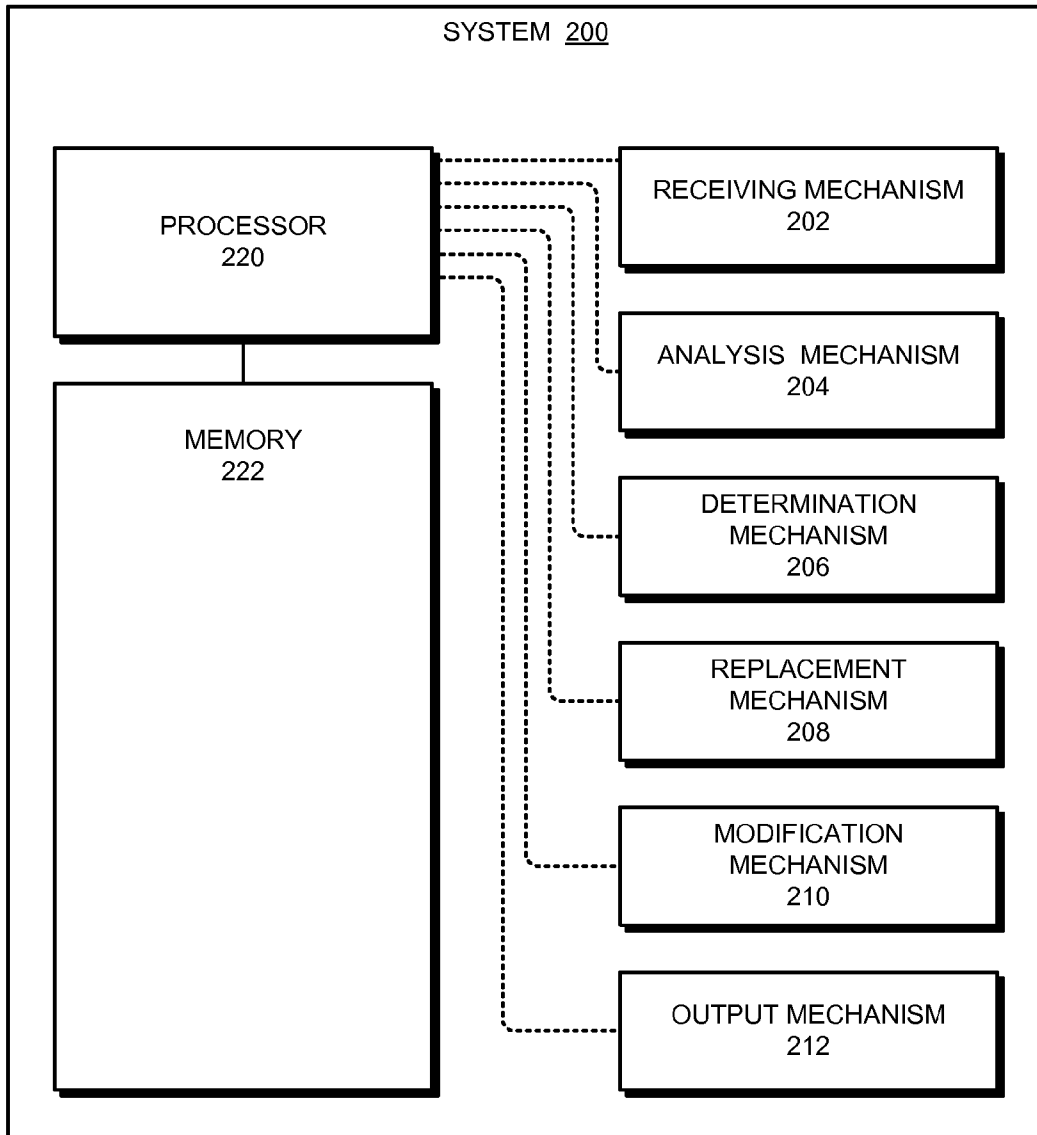 SYSTEM 200
PROCESSOR
220
MEMORY
222
RECEIVING MECHANISM
202
ANALYSIS MECHANISM
204
DETERMINATION
MECHANISM
206
REPLACEMENT
MECHANISM
208
MODIFICATION
MECHANISM
210
OUTPUT MECHANISM
212